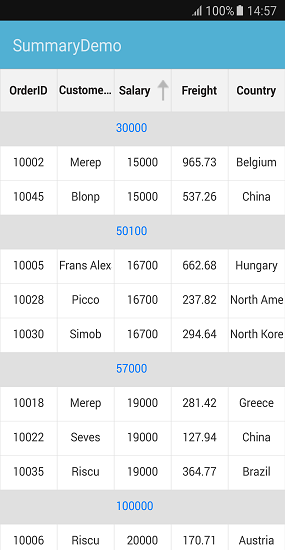 100% 14:57
SummaryDemo
OrderID Custome... Salary Freight Country
30000
10002 Merep 15000 965.73 Belgium
10045 Blonp 15000 537.26 China
50100
10005 Frans Alex 16700 662.68 Hungary
10028 Picco 16700 237.82 North Ame
10030 Simob 16700 294.64 North Kore
57000
10018 Merep 19000 281.42 Greece
10022 Seves 19000 127.94 China
10035 Riscu 19000 364.77 Brazil
100000
10006 Riscu 20000 170.71 Austria